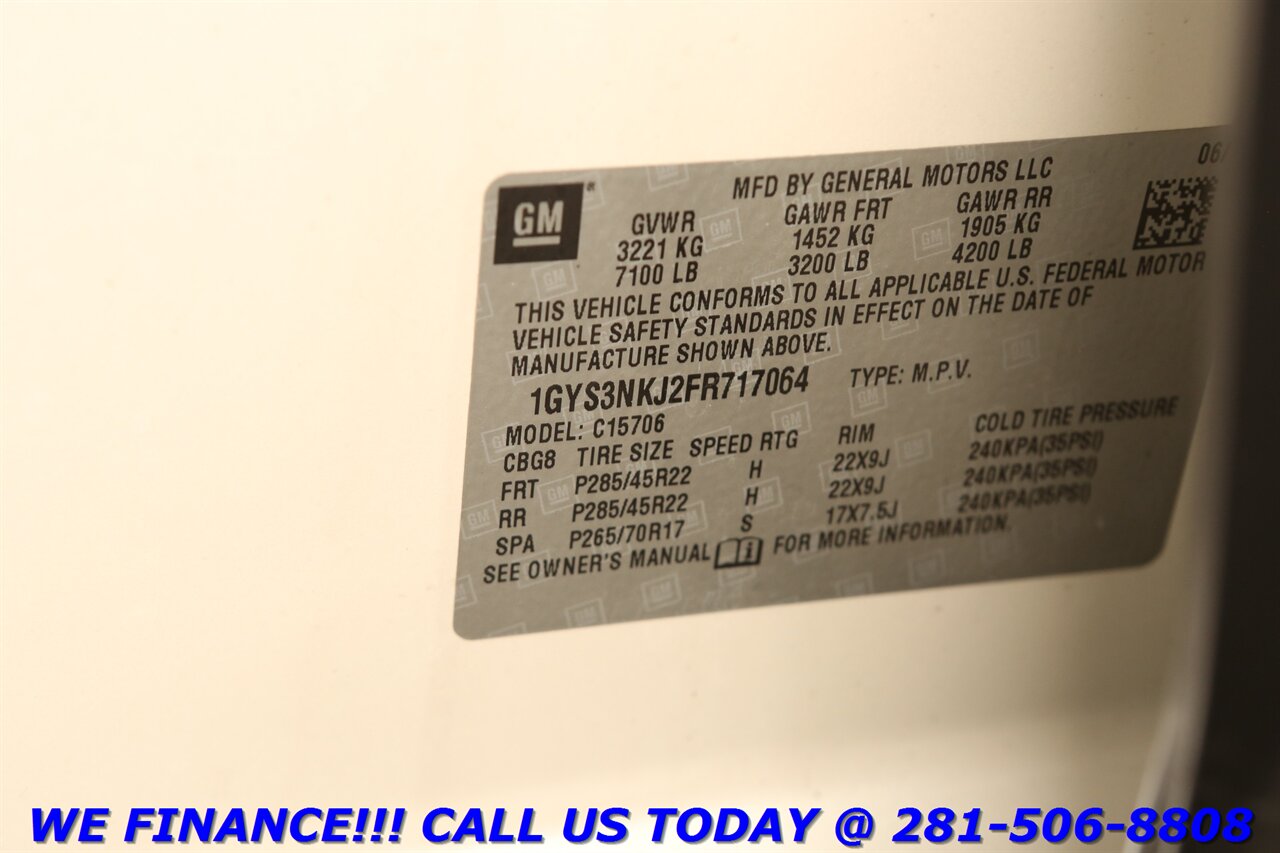 06/
GM
MFD BY GENERAL MOTORS LLC
GVWR GAWR FRT GAWR RR
3221 KG 1452 KG 1905 KG
7100 LB 3200 LB 4200 LB
THIS VEHICLE CONFORMS TO ALL APPLICABLE U.S. FEDERAL MOTOR
VEHICLE SAFETY STANDARDS IN EFFECT ON THE DATE OF
MANUFACTURE SHOWN ABOVE.
1GYS3NKJ2FR717064 TYPE: M.P.V.
MODEL: C15706
CBG8 TIRE SIZE SPEED RTG RIM COLD TIRE PRESSURE
FRT P285/45R22 H 22X9J 240KPA(35PSI)
RR P285/45R22 H 22X9J 240KPA(35PSI)
SPA P265/70R17 S 17X7.5J 240KPA(35PSI)
SEE OWNER'S MANUAL FOR MORE INFORMATION.
WE FINANCE!!! CALL US TODAY @ 281-506-8808